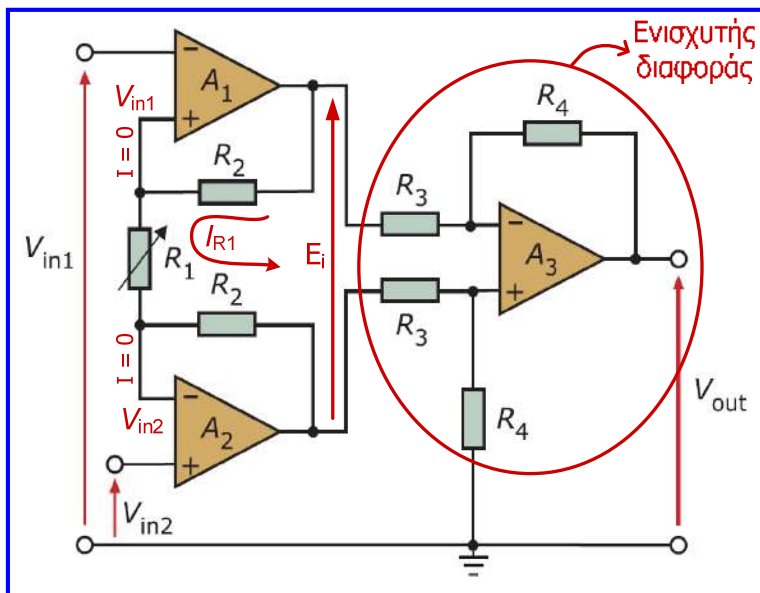 Ενισχυτής
διαφοράς
−
A1
+
Vin1
I = 0
R2
R4
R3
−
A3
+
Vin1
R1
IR1
Ei
R2
R3
I = 0
Vin2
−
A2
+
R4
Vout
Vin2